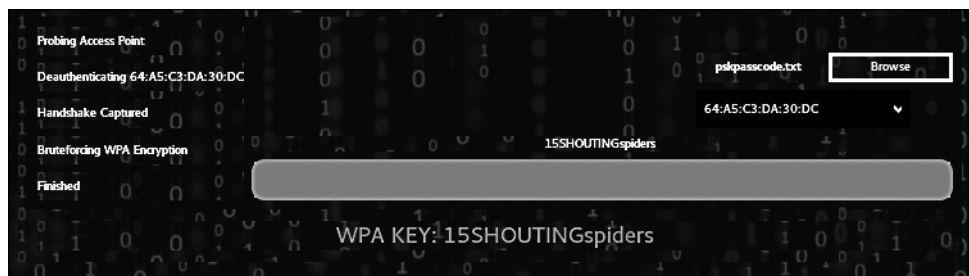 Probing Access Point
pskpasscode.txt Browse
Deauthenticating 64:A5:C3:DA:30:DC
64:A5:C3:DA:30:DC
Handshake Captured
15SHOUTINGspiders
Bruteforcing WPA Encryption
Finished
WPA KEY: 15SHOUTINGspiders